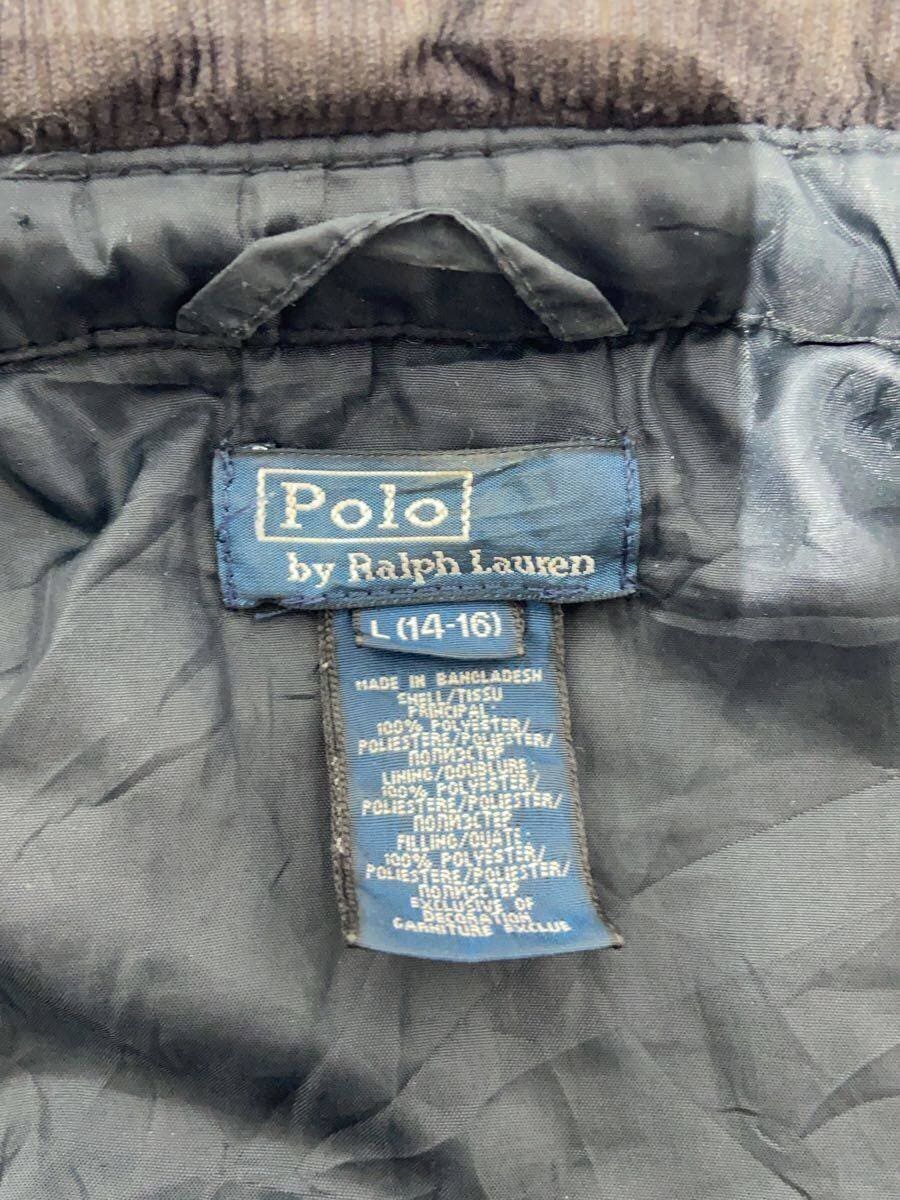 Polo
by Ralph Lauren
L (14-16)
MADE IN BANGLADESH
SHELL/TISSU
PRINCIPAL:
100% POLYESTER/
POLIESTERE/POLIESTER/
ПОЛИЭСТЕР
LINING/DOUBLURE:
100% POLYESTER/
POLIESTERE/POLIESTER/
ПОЛИЭСТЕР
FILLING/OUATE:
100% POLYESTER/
POLIESTERE/POLIESTER/
ПОЛИЭСТЕР
EXCLUSIVE OF
DECORATION
GARNITURE EXCLUE